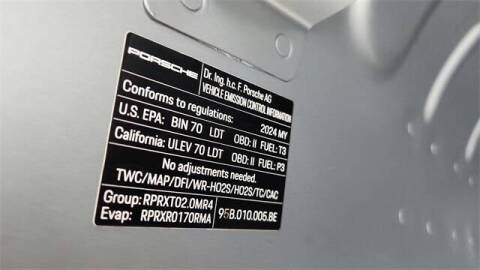 PORSCHE
Dr. Ing. h.c. F. Porsche AG
VEHICLE EMISSION CONTROL INFORMATION
Conforms to regulations: 2024 MY
U.S. EPA: BIN 70 LDT OBD: II FUEL: T3
California: ULEV 70 LDT OBD: II FUEL: P3
No adjustments needed.
TWC/MAP/DFI/WR-HO2S/HO2S/TC/CAC
Group: RPRXT02.0MR4
Evap: RPRXR0170RMA
95B.010.005.BE